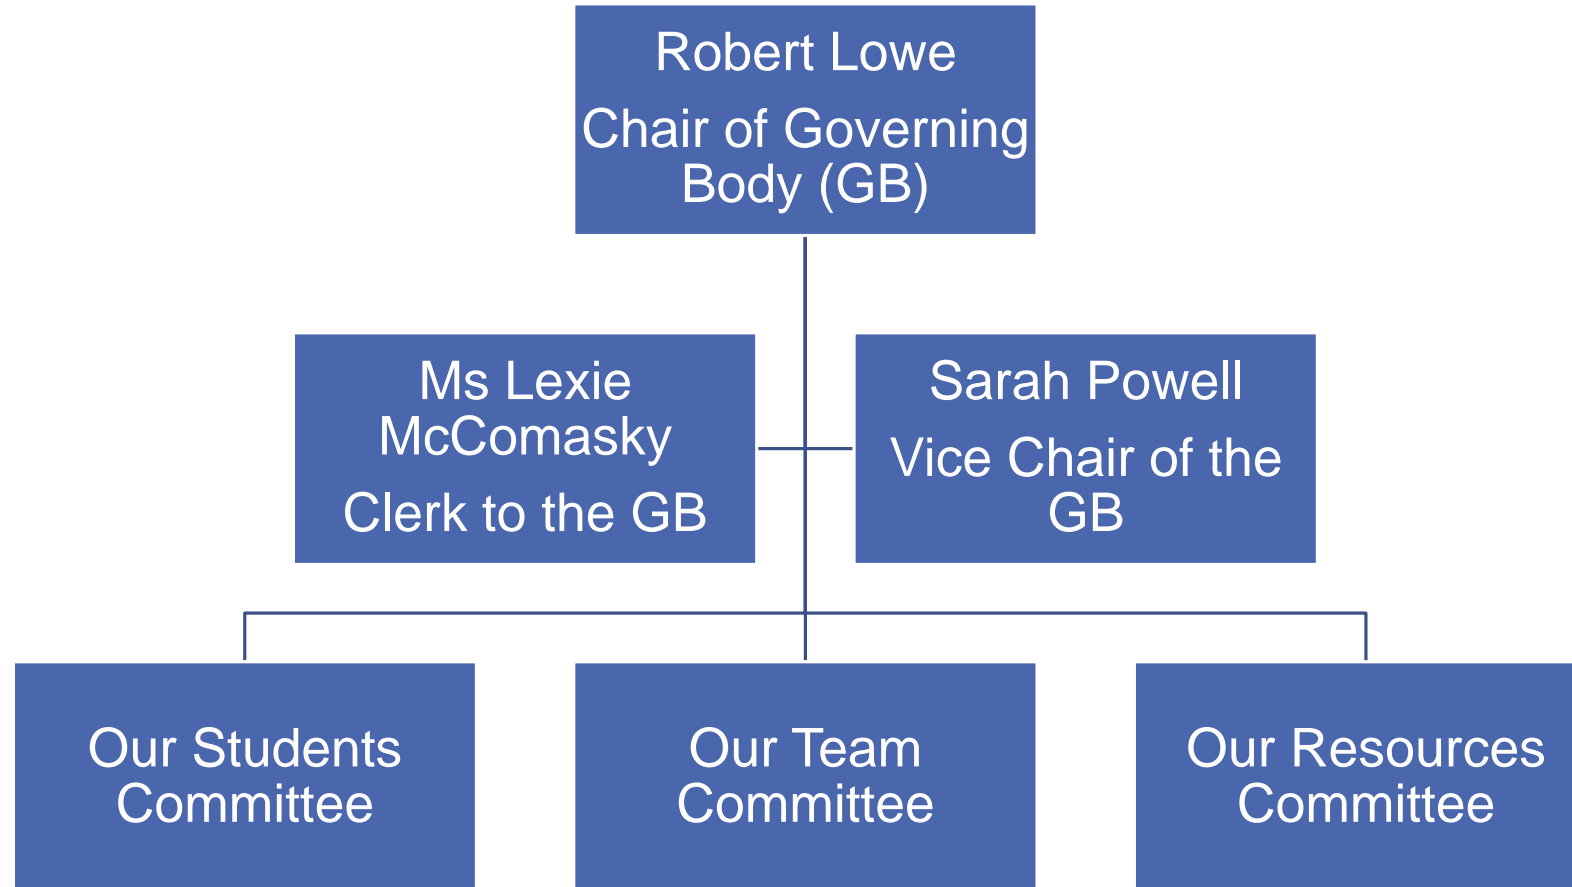 Robert Lowe
Chair of Governing
Body (GB)
Ms Lexie
McComasky
Clerk to the GB
Sarah Powell
Vice Chair of the
GB
Our Students
Committee
Our Team
Committee
Our Resources
Committee